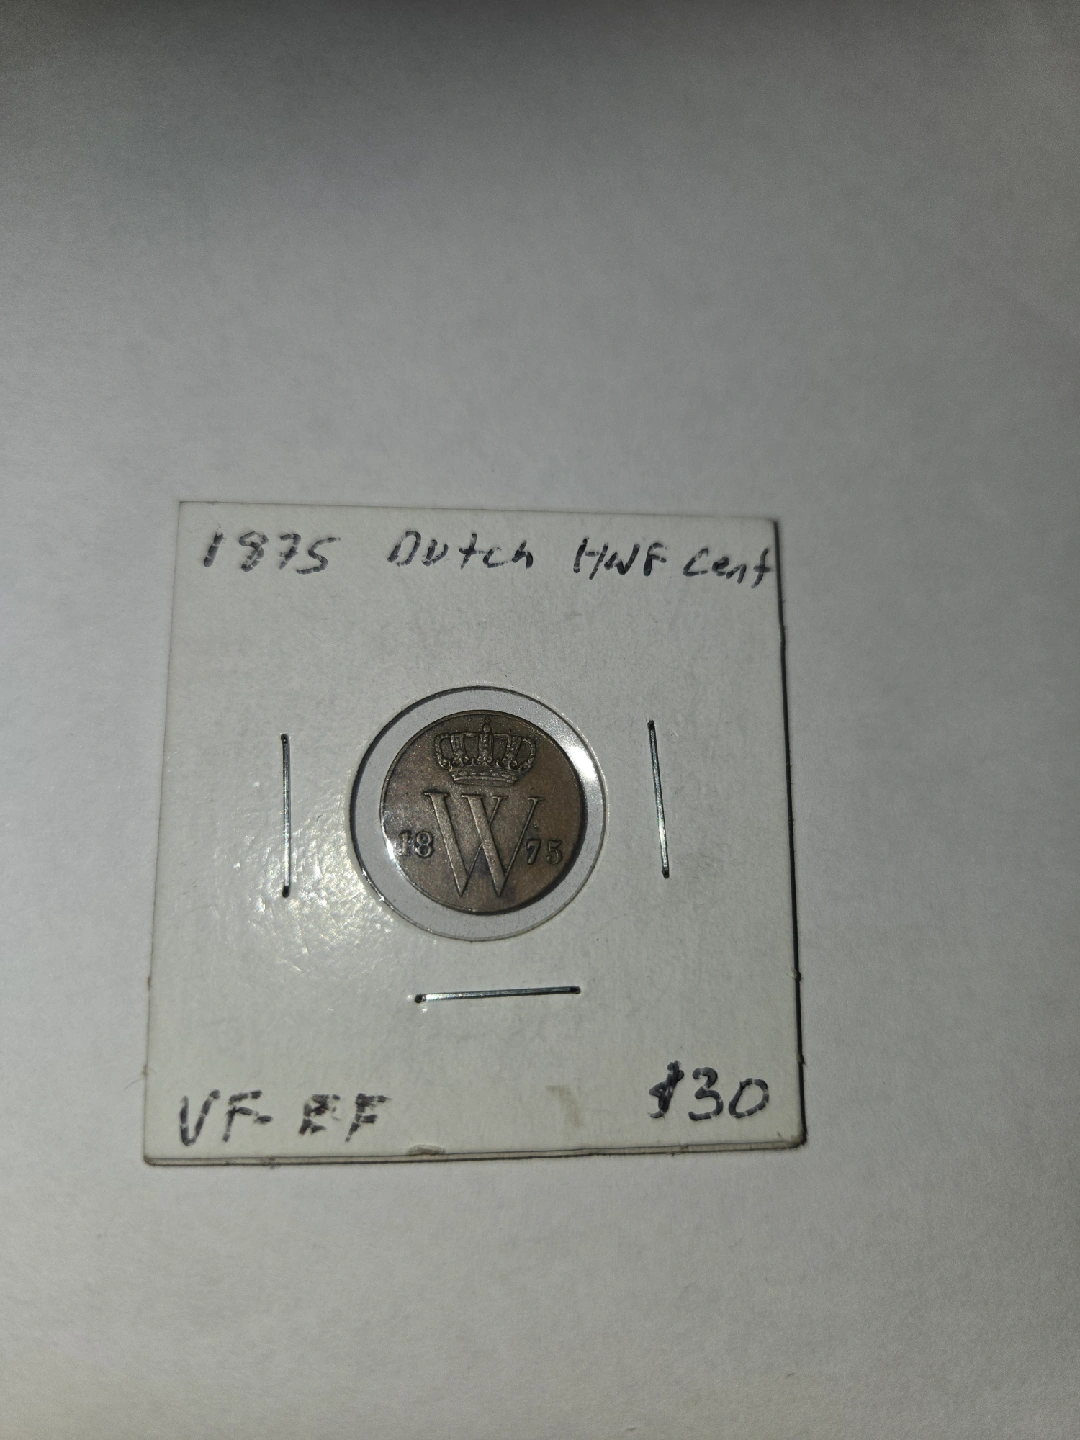 1875 Dutch HWF Cent
W
18 75
VF-EF $30